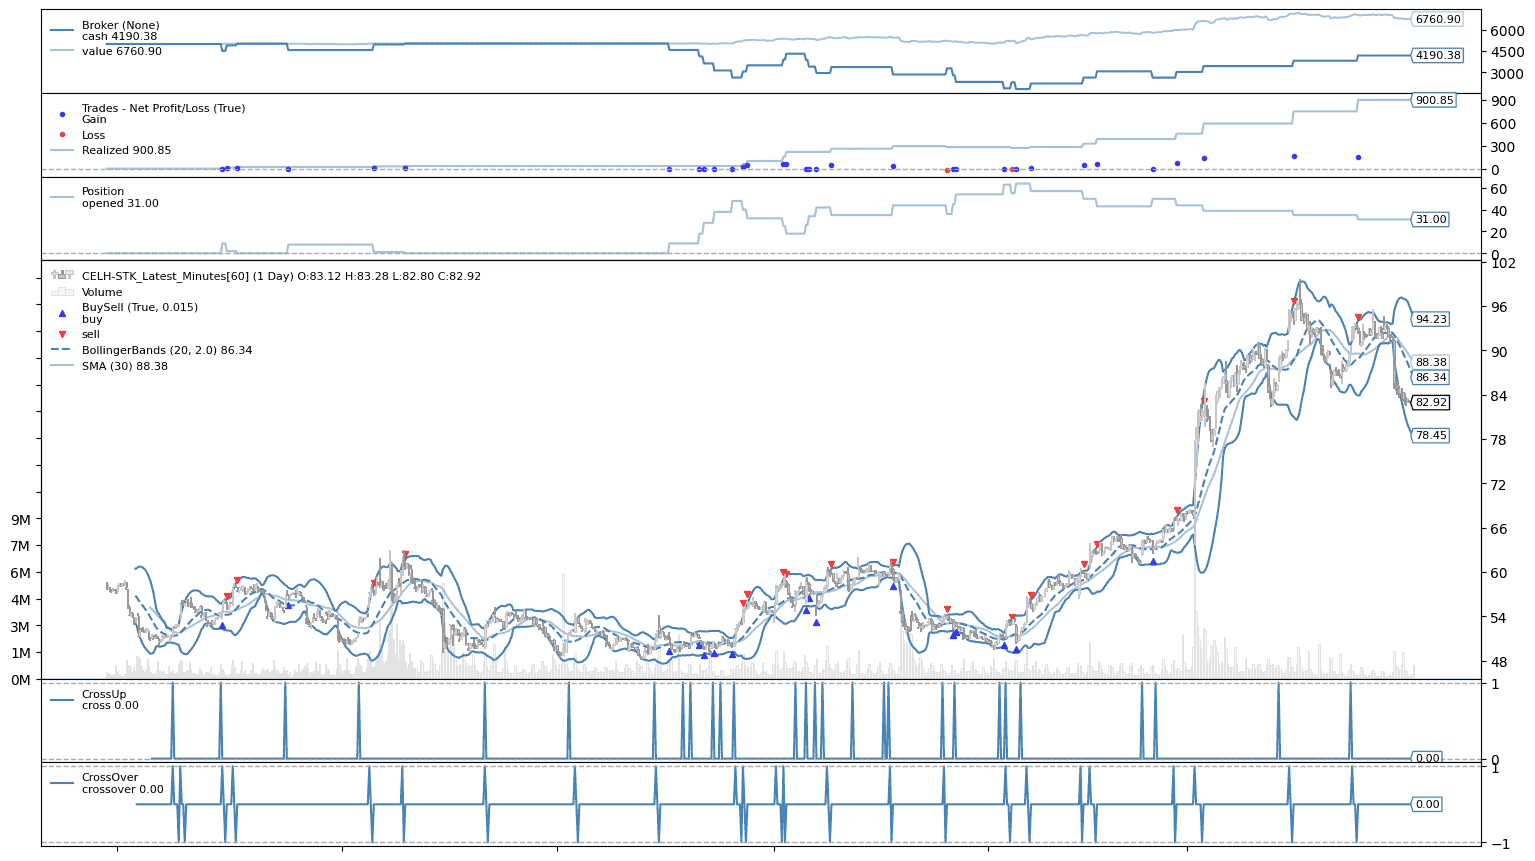 Broker (None)
cash 4190.38
value 6760.90
6760.90
4190.38
6000
4500
3000
Trades - Net Profit/Loss (True)
Gain
Loss
Realized 900.85
900.85
900
600
300
0
Position
opened 31.00
31.00
60
40
20
0
CELH-STK_Latest_Minutes[60] (1 Day) O:83.12 H:83.28 L:82.80 C:82.92
Volume
BuySell (True, 0.015)
buy
sell
BollingerBands (20, 2.0) 86.34
SMA (30) 88.38
102
96
90
84
78
72
66
60
54
48
94.23
88.38
86.34
82.92
78.45
9M
7M
6M
4M
3M
1M
0M
CrossUp
cross 0.00
1
0
0.00
CrossOver
crossover 0.00
1
0.00
−1